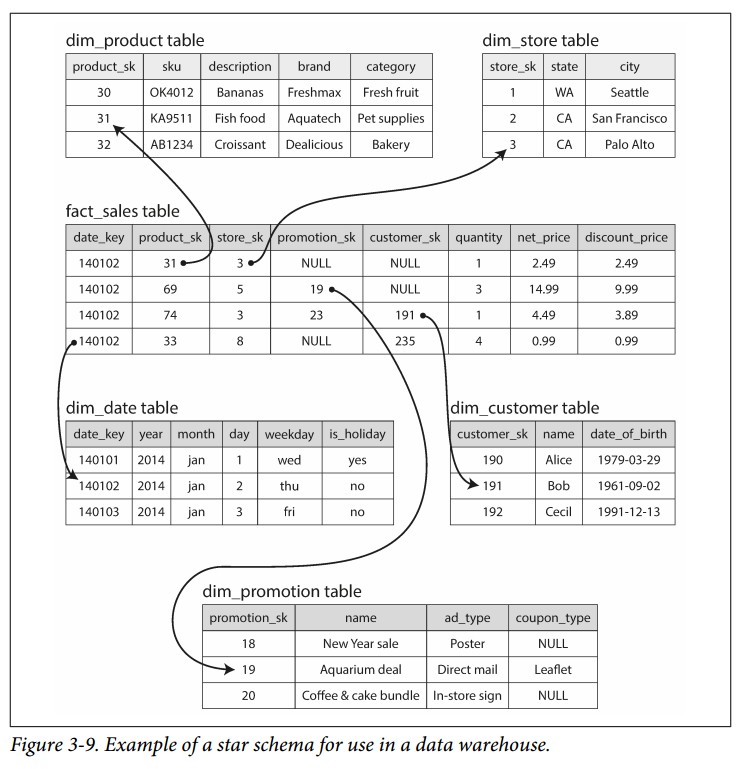 dim_product table
product_sk sku description brand category
30 OK4012 Bananas Freshmax Fresh fruit
31 KA9511 Fish food Aquatech Pet supplies
32 AB1234 Croissant Dealicious Bakery
dim_store table
store_sk state city
1 WA Seattle
2 CA San Francisco
3 CA Palo Alto
fact_sales table
date_key product_sk store_sk promotion_sk customer_sk quantity net_price discount_price
140102 31 3 NULL NULL 1 2.49 2.49
140102 69 5 19 NULL 3 14.99 9.99
140102 74 3 23 191 1 4.49 3.89
140102 33 8 NULL 235 4 0.99 0.99
dim_date table
date_key year month day weekday is_holiday
140101 2014 jan 1 wed yes
140102 2014 jan 2 thu no
140103 2014 jan 3 fri no
dim_customer table
customer_sk name date_of_birth
190 Alice 1979-03-29
191 Bob 1961-09-02
192 Cecil 1991-12-13
dim_promotion table
promotion_sk name ad_type coupon_type
18 New Year sale Poster NULL
19 Aquarium deal Direct mail Leaflet
20 Coffee & cake bundle In-store sign NULL
Figure 3-9. Example of a star schema for use in a data warehouse.